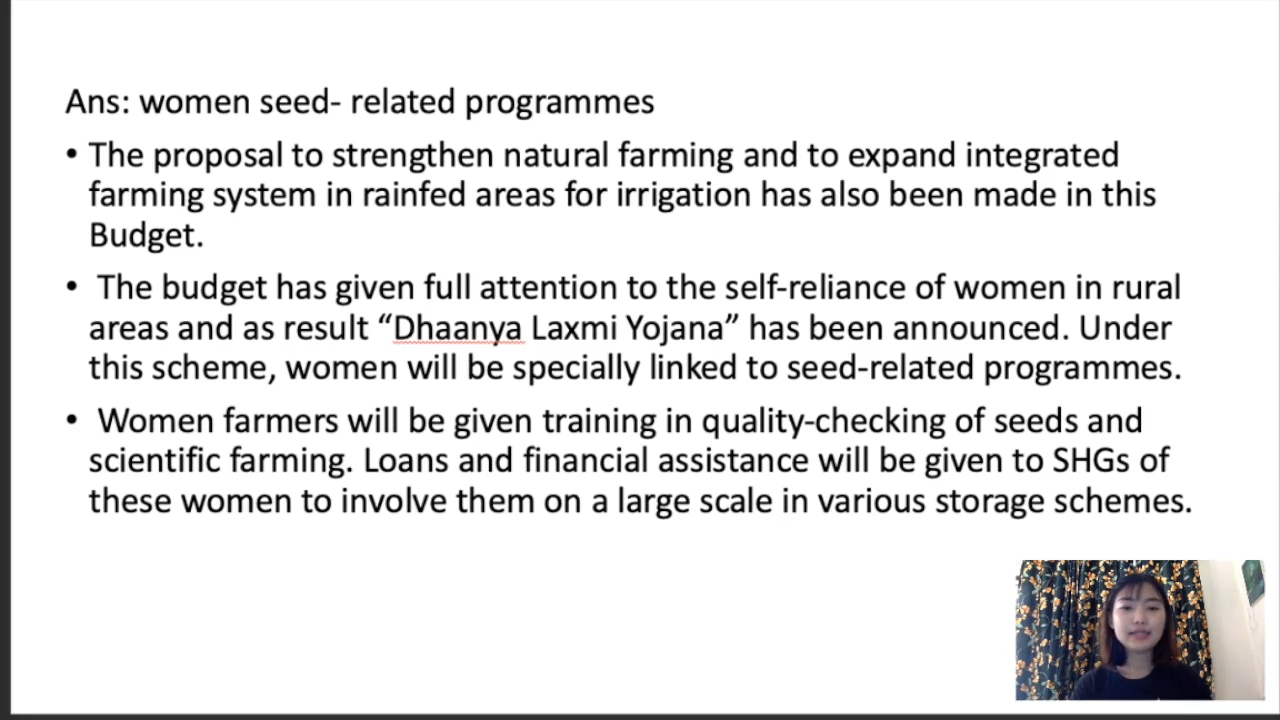 Ans: women seed- related programmes
• The proposal to strengthen natural farming and to expand integrated
farming system in rainfed areas for irrigation has also been made in this
Budget.
• The budget has given full attention to the self-reliance of women in rural
areas and as result “Dhaanya Laxmi Yojana” has been announced. Under
this scheme, women will be specially linked to seed-related programmes.
• Women farmers will be given training in quality-checking of seeds and
scientific farming. Loans and financial assistance will be given to SHGs of
these women to involve them on a large scale in various storage schemes.